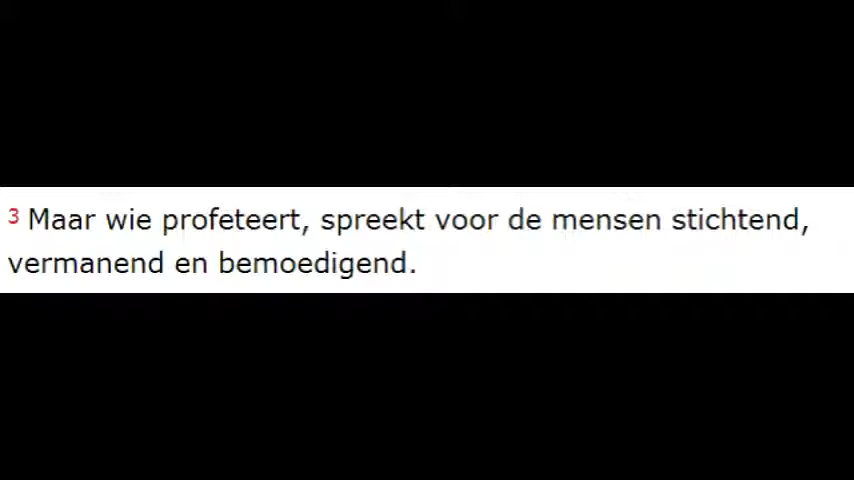 3 Maar wie profeteert, spreekt voor de mensen stichtend,
vermanend en bemoedigend.